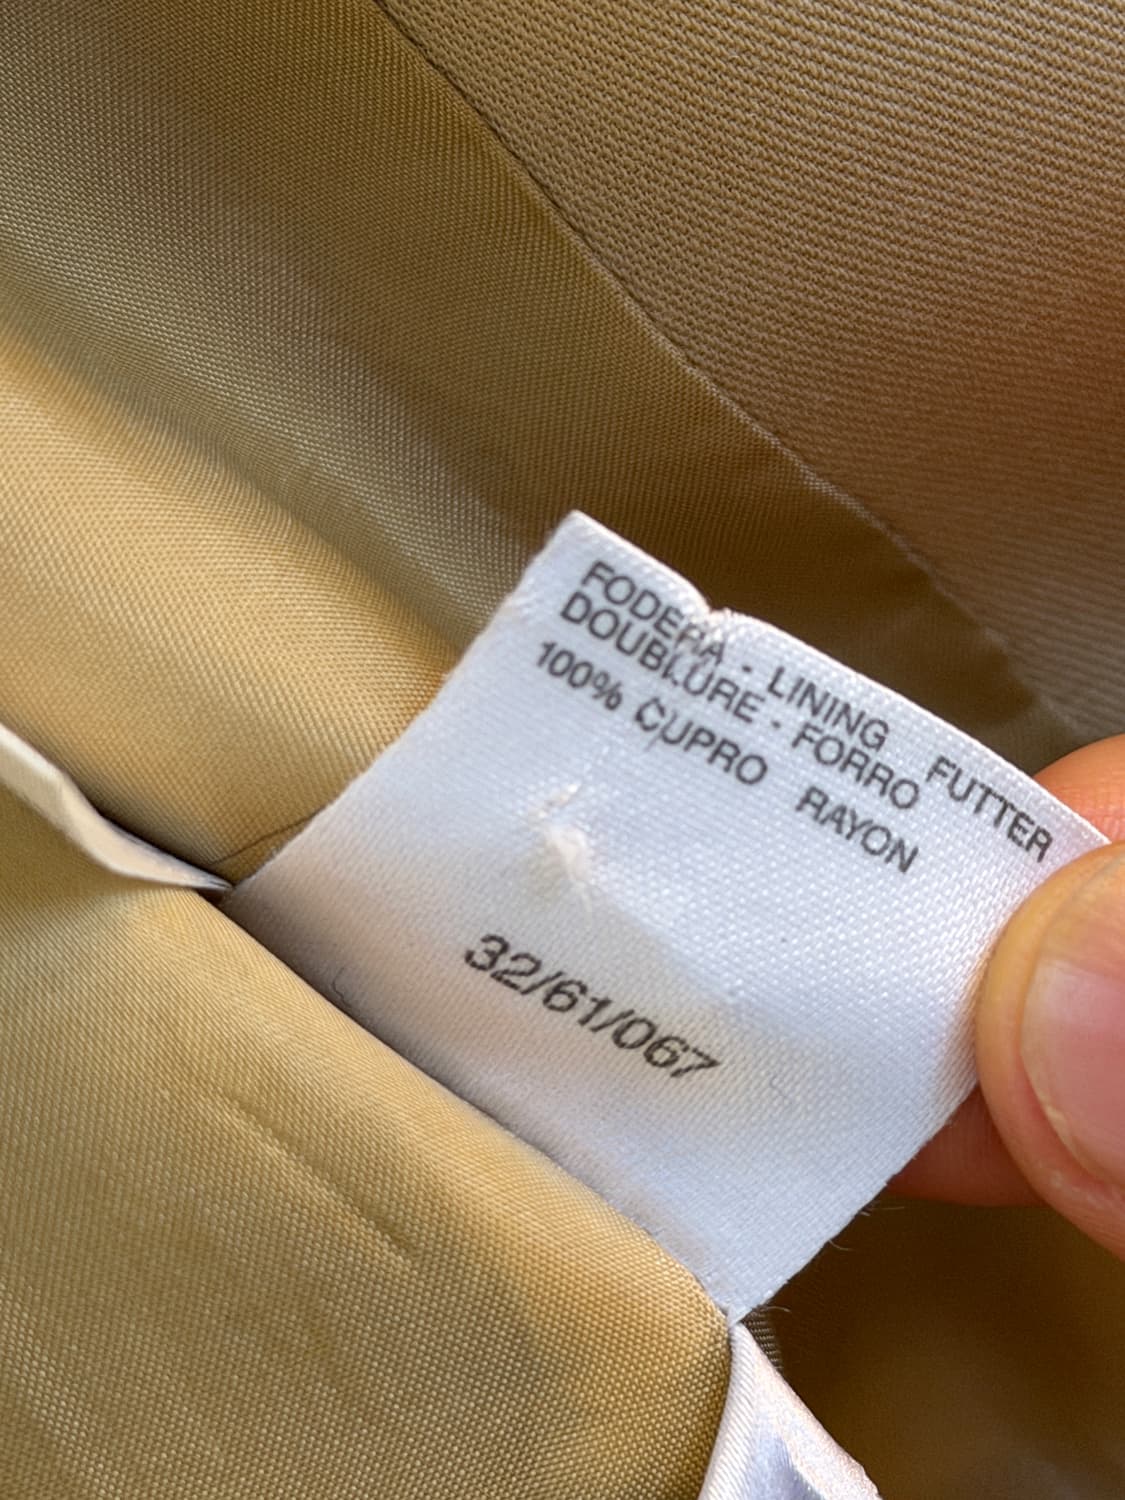 FODERA - LINING FUTTER
DOUBLURE - FORRO
100% CUPRO RAYON
32/61/067